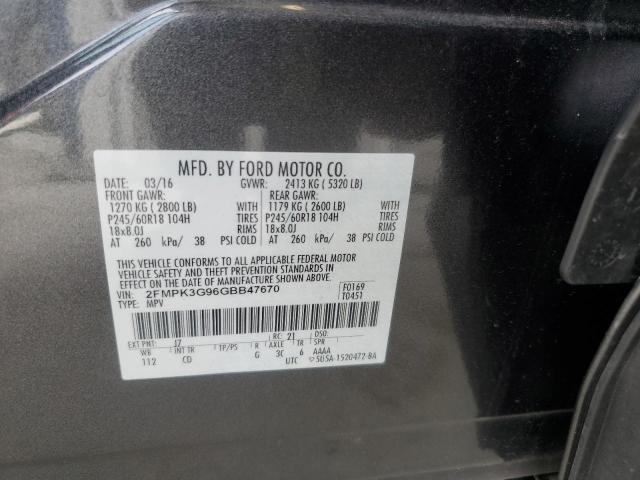 MFD. BY FORD MOTOR CO.
DATE: 03/16 GVWR: 2413 KG ( 5320 LB)
FRONT GAWR: REAR GAWR:
1270 KG ( 2800 LB) WITH 1179 KG ( 2600 LB) WITH
P245/60R18 104H TIRES P245/60R18 104H TIRES
18x8.0J RIMS 18x8.0J RIMS
AT 260 kPa/ 38 PSI COLD AT 260 kPa/ 38 PSI COLD
THIS VEHICLE CONFORMS TO ALL APPLICABLE FEDERAL MOTOR
VEHICLE SAFETY AND THEFT PREVENTION STANDARDS IN
EFFECT ON THE DATE OF MANUFACTURE SHOWN ABOVE.
VIN: 2FMPK3G96GBB47670 F0169
TYPE: MPV T0451
EXT PNT: J7 RC: 21 DSO:
WB INT TR TP/PS R AXLE TR SPR
112 CD G 3C 6 AAAA
UTC 5U5A-1520472-BA